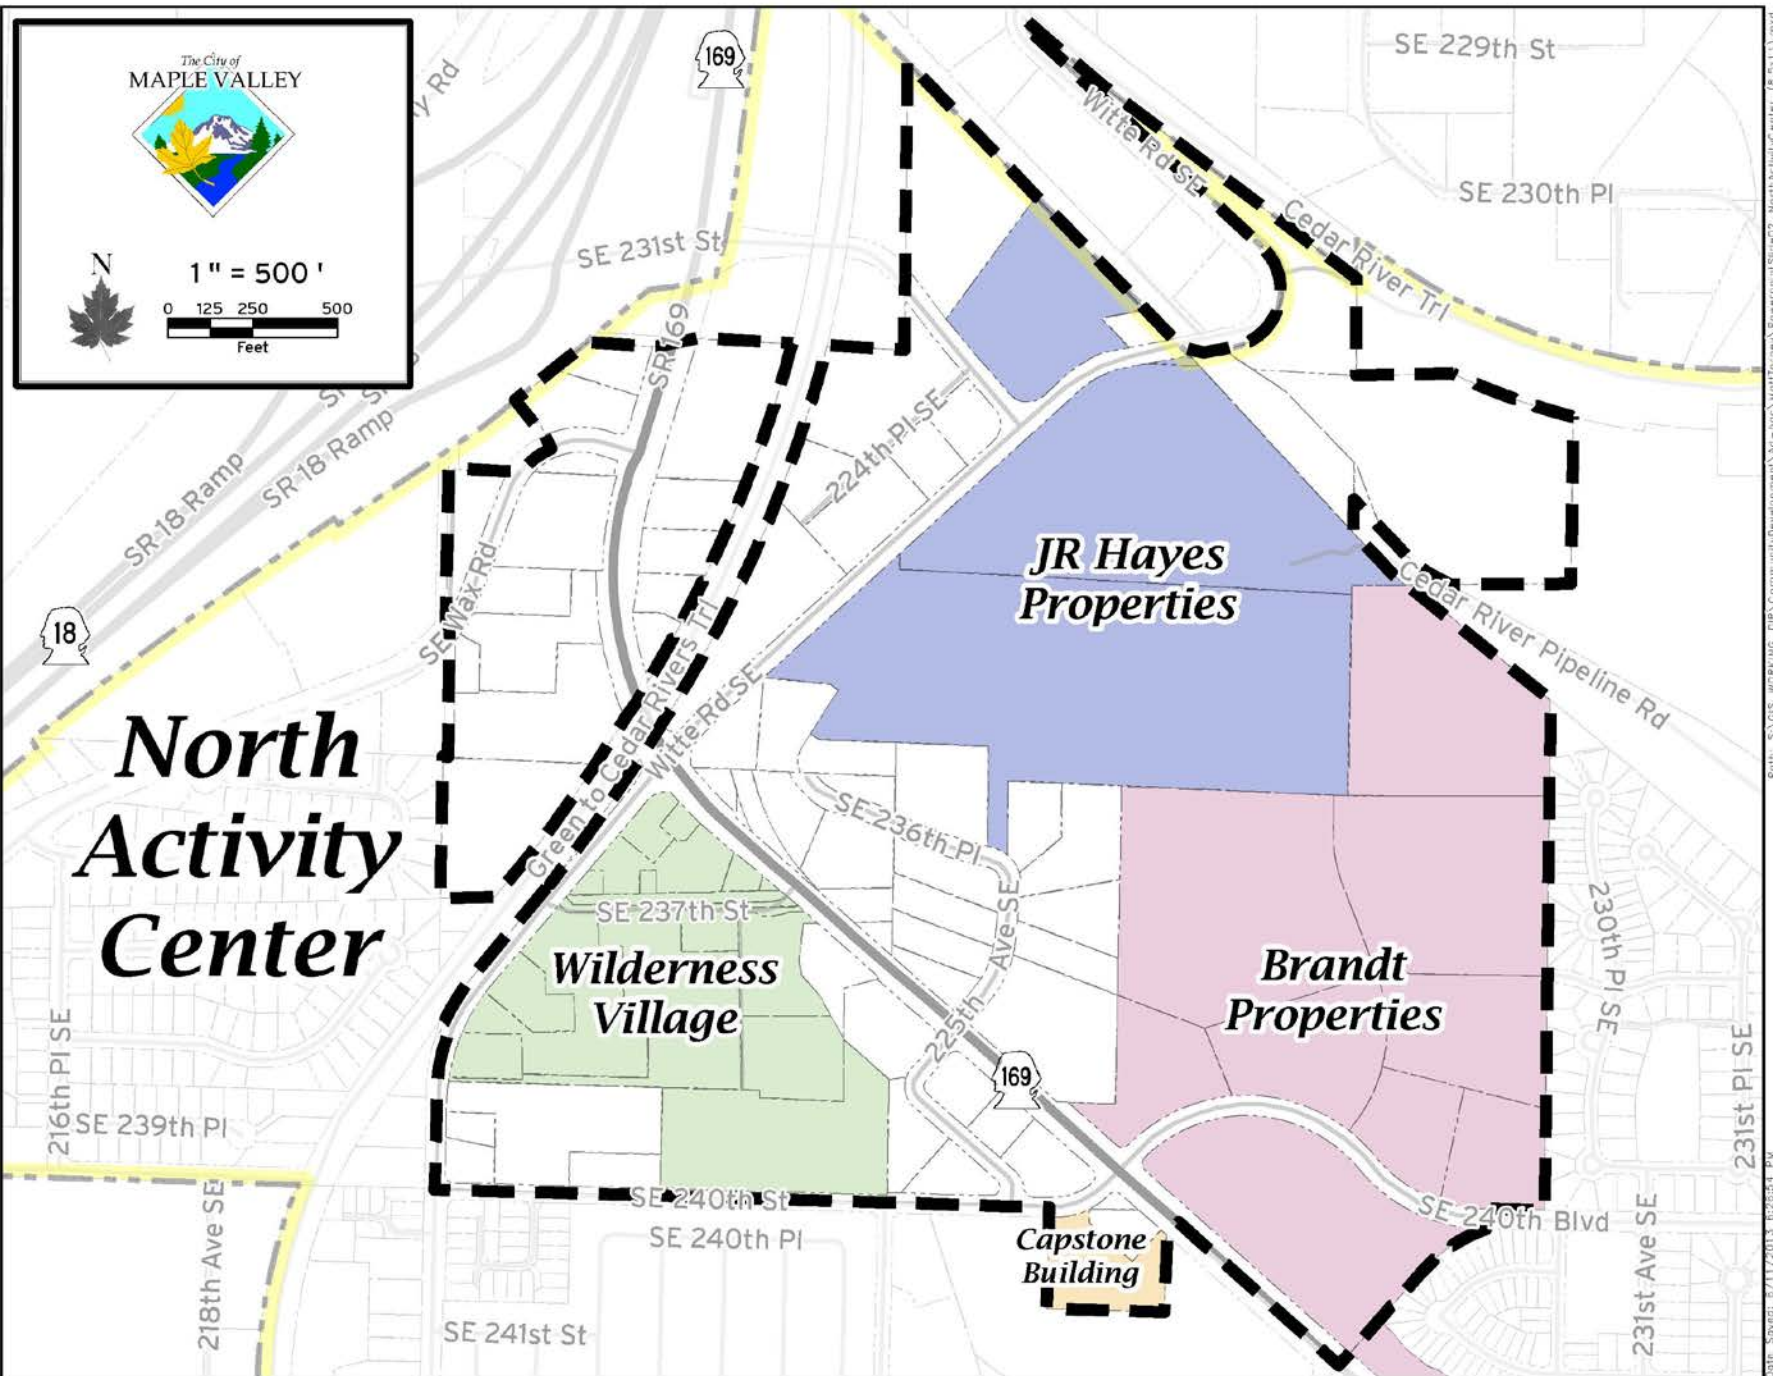 The City of
MAPLE VALLEY
N
1" = 500 '
0 125 250 500
Feet
169
SE 229th St
Witte Rd SE
SE 230th Pl
Cedar River Trl
SE 231st St
SR 169
SR 18 Ramp
SR 18 Ramp
224th Pl SE
JR Hayes
Properties
SE Wax Rd
18
Cedar River Pipeline Rd
Green to Cedar Rivers Trl
Witte Rd SE
North
Activity
Center
SE 236th Pl
SE 237th St
225th Ave SE
Wilderness
Village
Brandt
Properties
230th Pl SE
231st Pl SE
216th Pl SE
SE 239th Pl
169
218th Ave SE
SE 240th St
SE 240th Pl
SE 240th Blvd
Capstone
Building
231st Ave SE
SE 241st St